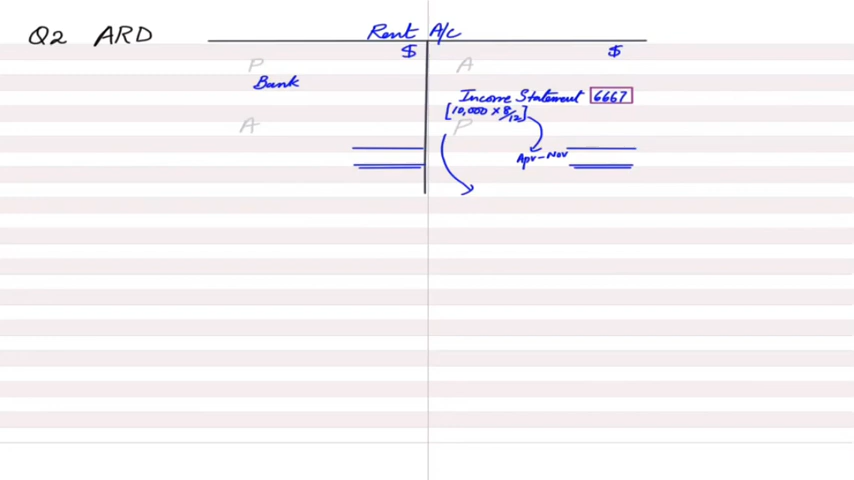 Q2 ARD
Rent A/c
$ $
P A
Bank
Income Statement 6667
[10,000 × 8/12]
A P
Apr-Nov